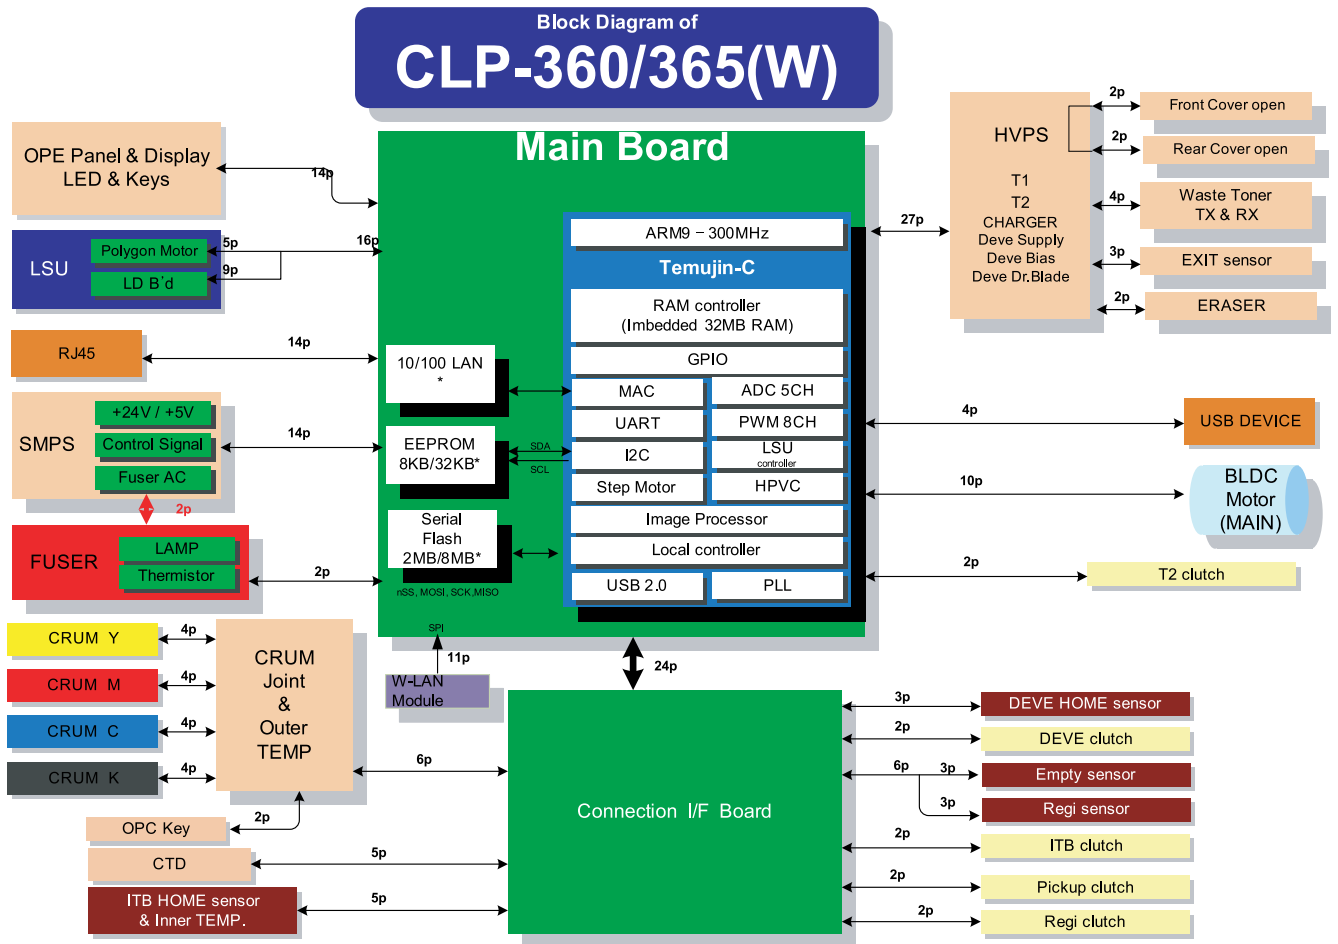 Block Diagram of
CLP-360/365(W)
Main Board
OPE Panel & Display
LED & Keys
14p
LSU
Polygon Motor
LD B'd
5p
9p
16p
RJ45
14p
SMPS
+24V / +5V
Control Signal
Fuser AC
14p
2p
FUSER
LAMP
Thermistor
2p
10/100 LAN
*
EEPROM
8KB/32KB*
SDA
SCL
Serial
Flash
2MB/8MB*
nSS, MOSI, SCK,MISO
SPI
11p
W-LAN
Module
ARM9 – 300MHz
Temujin-C
RAM controller
(Imbedded 32MB RAM)
GPIO
MAC
ADC 5CH
UART
PWM 8CH
I2C
LSU
controller
Step Motor
HPVC
Image Processor
Local controller
USB 2.0
PLL
24p
27p
HVPS
T1
T2
CHARGER
Deve Supply
Deve Bias
Deve Dr.Blade
2p
Front Cover open
2p
Rear Cover open
4p
Waste Toner
TX & RX
3p
EXIT sensor
2p
ERASER
4p
USB DEVICE
10p
BLDC
Motor
(MAIN)
2p
T2 clutch
CRUM Y
4p
CRUM M
4p
CRUM C
4p
CRUM K
4p
CRUM
Joint
&
Outer
TEMP
6p
OPC Key
2p
CTD
5p
ITB HOME sensor
& Inner TEMP.
5p
Connection I/F Board
3p
DEVE HOME sensor
2p
DEVE clutch
6p
3p
Empty sensor
3p
Regi sensor
2p
ITB clutch
2p
Pickup clutch
2p
Regi clutch